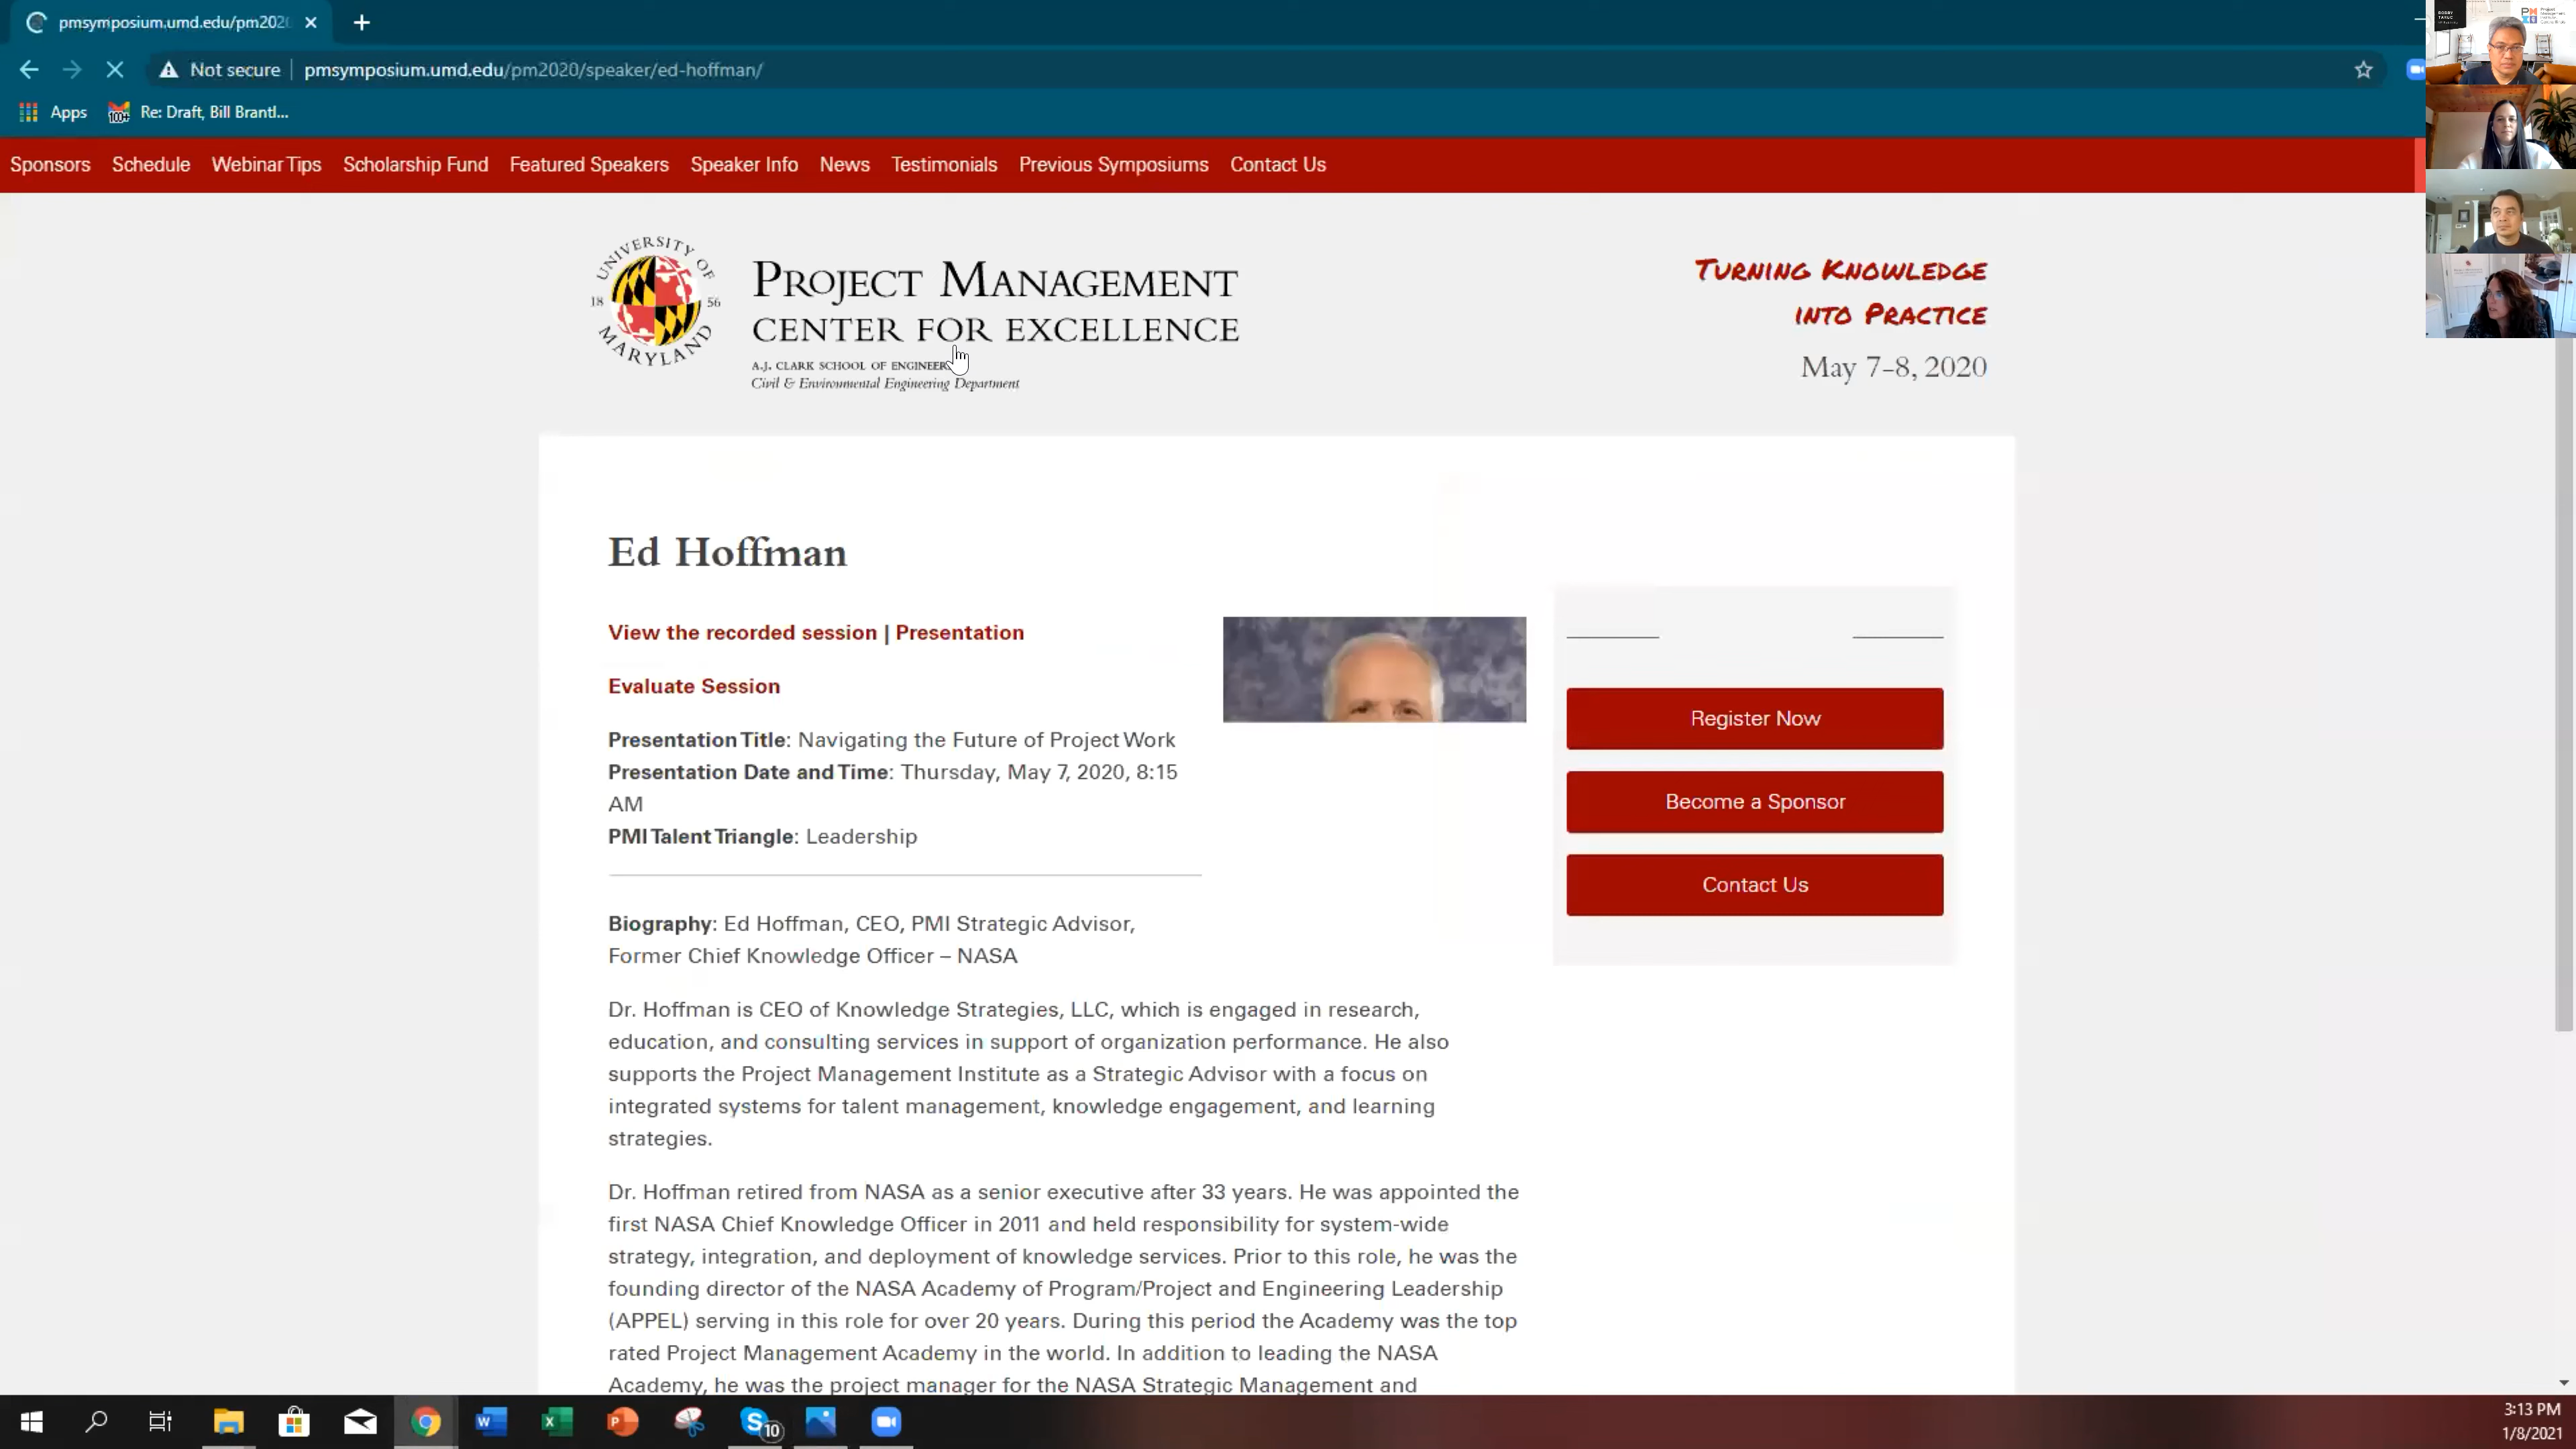 pmsymposium.umd.edu/pm202
Not secure
pmsymposium.umd.edu/pm2020/speaker/ed-hoffman/
Apps
100+
Re: Draft, Bill Brantl...
Sponsors
Schedule
Webinar Tips
Scholarship Fund
Featured Speakers
Speaker Info
News
Testimonials
Previous Symposiums
Contact Us
UNIVERSITY OF
18 56
MARYLAND
PROJECT MANAGEMENT
CENTER FOR EXCELLENCE
A.J. CLARK SCHOOL OF ENGINEER
Civil & Environmental Engineering Department
TURNING KNOWLEDGE
INTO PRACTICE
May 7-8, 2020
Ed Hoffman
View the recorded session | Presentation
Evaluate Session
Presentation Title: Navigating the Future of Project Work
Presentation Date and Time: Thursday, May 7, 2020, 8:15
AM
PMI Talent Triangle: Leadership
Biography: Ed Hoffman, CEO, PMI Strategic Advisor,
Former Chief Knowledge Officer – NASA
Dr. Hoffman is CEO of Knowledge Strategies, LLC, which is engaged in research,
education, and consulting services in support of organization performance. He also
supports the Project Management Institute as a Strategic Advisor with a focus on
integrated systems for talent management, knowledge engagement, and learning
strategies.
Dr. Hoffman retired from NASA as a senior executive after 33 years. He was appointed the
first NASA Chief Knowledge Officer in 2011 and held responsibility for system-wide
strategy, integration, and deployment of knowledge services. Prior to this role, he was the
founding director of the NASA Academy of Program/Project and Engineering Leadership
(APPEL) serving in this role for over 20 years. During this period the Academy was the top
rated Project Management Academy in the world. In addition to leading the NASA
Academy, he was the project manager for the NASA Strategic Management and
Register Now
Become a Sponsor
Contact Us
10
3:13 PM
1/8/2021